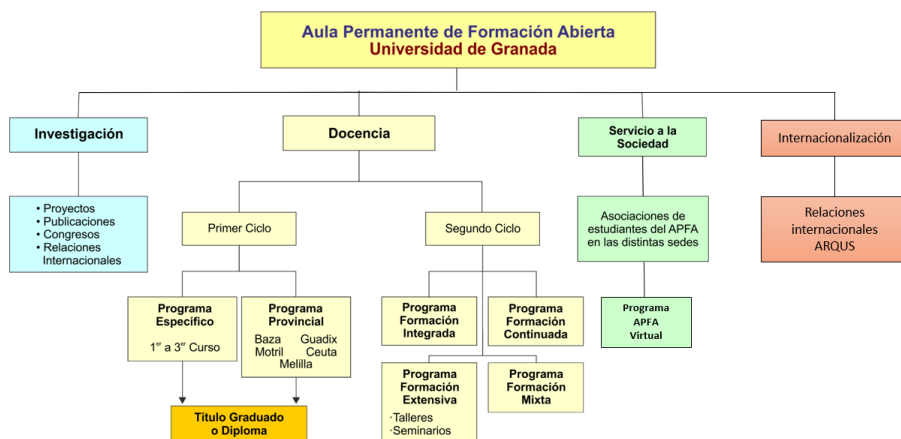 Aula Permanente de Formación Abierta
Universidad de Granada
Investigación
Docencia
Servicio a la
Sociedad
Internacionalización
• Proyectos
• Publicaciones
• Congresos
• Relaciones
Internacionales
Primer Ciclo
Segundo Ciclo
Asociaciones de
estudiantes del APFA
en las distintas sedes
Relaciones
internacionales
ARQUS
Programa
Específico
1er a 3er Curso
Programa
Provincial
Baza Guadix
Motril Ceuta
Melilla
Programa
Formación
Integrada
Programa
Formación
Continuada
Programa
APFA
Virtual
Programa
Formación
Extensiva
·Talleres
·Seminarios
Programa
Formación
Mixta
Título Graduado
o Diploma